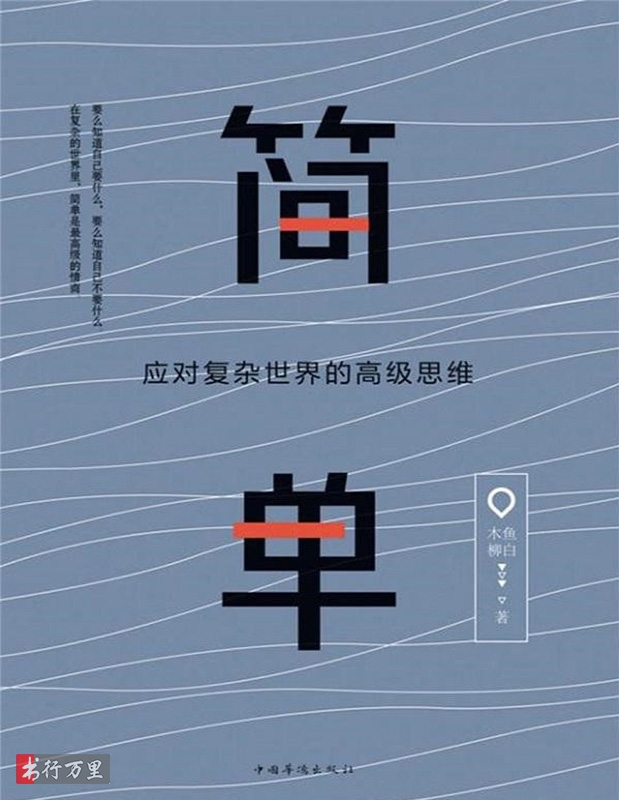 要么知道自己要什么，要么知道自己不要什么
在复杂的世界里，简单是最高级的情商
简
应对复杂世界的高级思维
单
木鱼
柳白
著
中国华侨出版社
书行万里